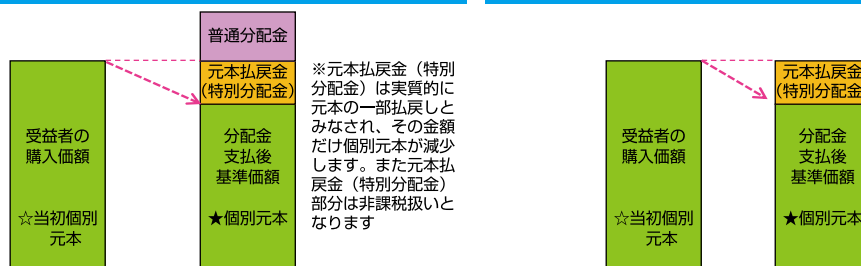 普通分配金
元本払戻金
(特別分配金)
受益者の
購入価額
☆当初個別
元本
分配金
支払後
基準価額
★個別元本
※元本払戻金（特別
分配金）は実質的に
元本の一部払戻しと
みなされ、その金額
だけ個別元本が減少
します。また元本払
戻金（特別分配金）
部分は非課税扱いと
なります
受益者の
購入価額
☆当初個別
元本
元本払戻金
(特別分配金
分配金
支払後
基準価額
★個別元本